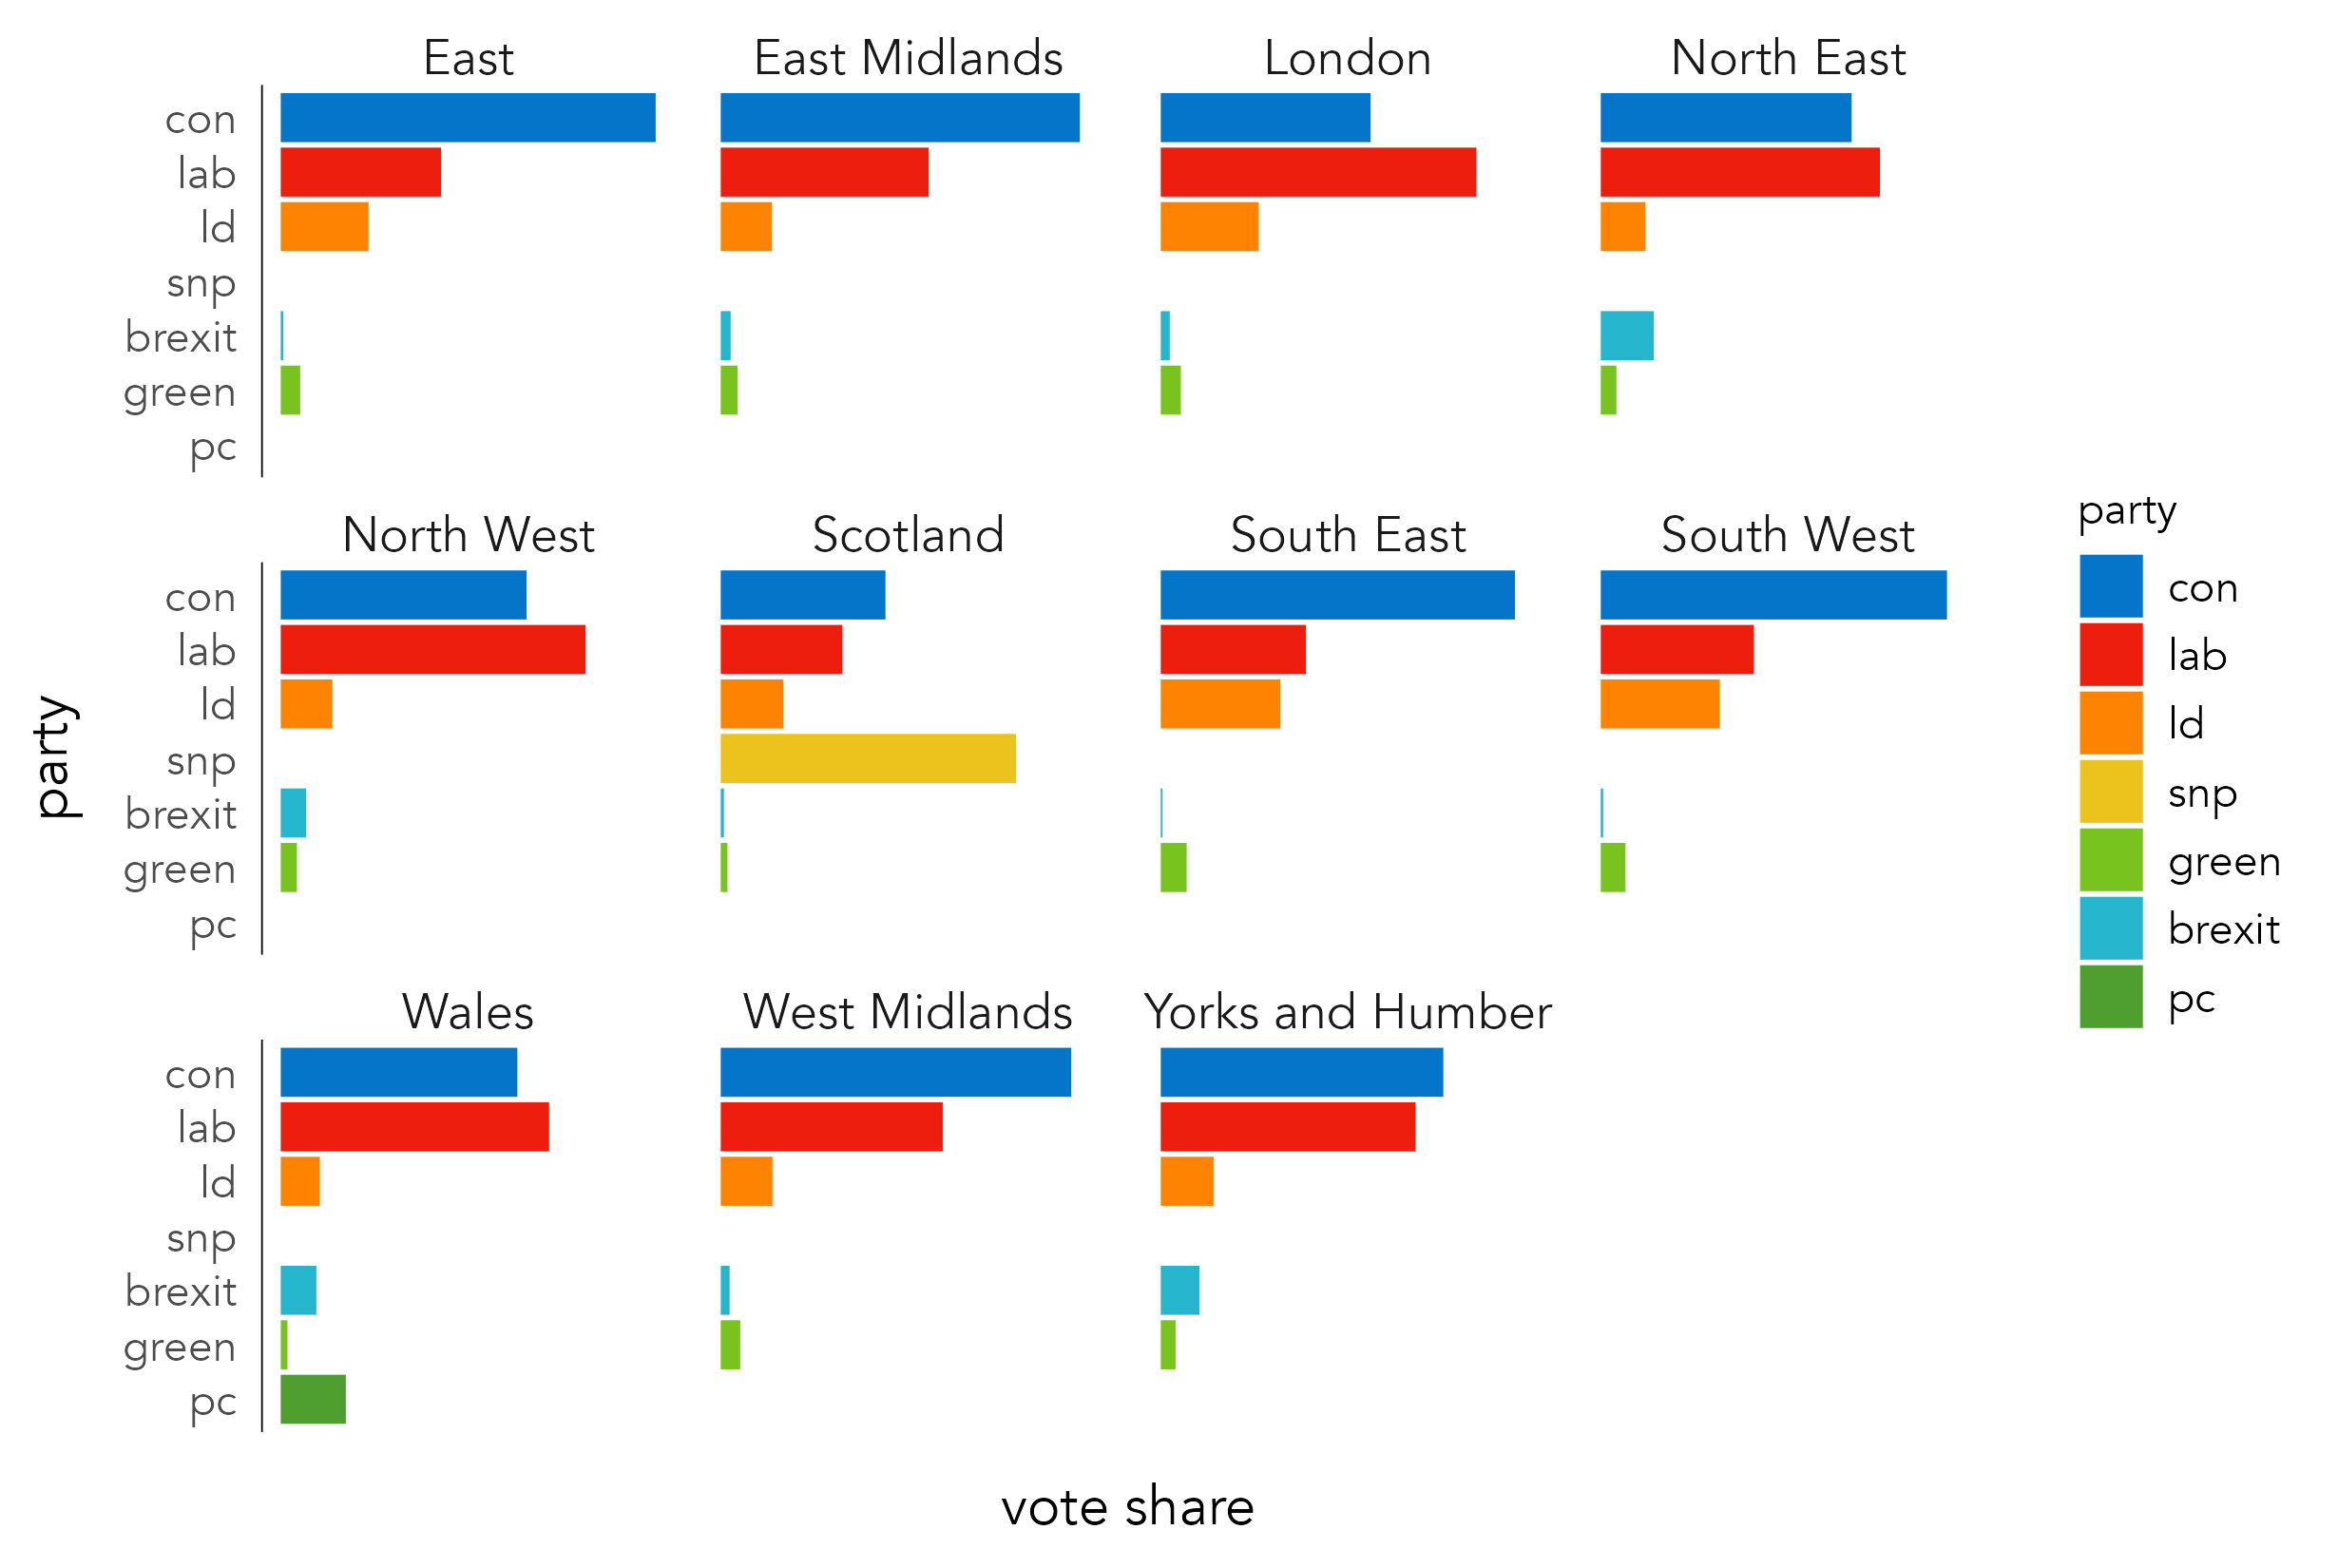 East East Midlands London North East
con
lab
ld
snp
brexit
green
pc
North West Scotland South East South West
con
lab
ld
snp
brexit
green
pc
Wales West Midlands Yorks and Humber
con
lab
ld
snp
brexit
green
pc
party
vote share
party
con
lab
ld
snp
green
brexit
pc